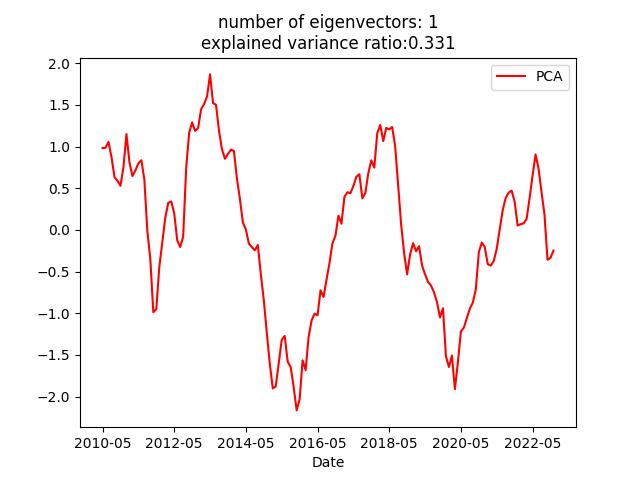 number of eigenvectors: 1
explained variance ratio:0.331
PCA
2.0
1.5
1.0
0.5
0.0
−0.5
−1.0
−1.5
−2.0
2010-05 2012-05 2014-05 2016-05 2018-05 2020-05 2022-05
Date